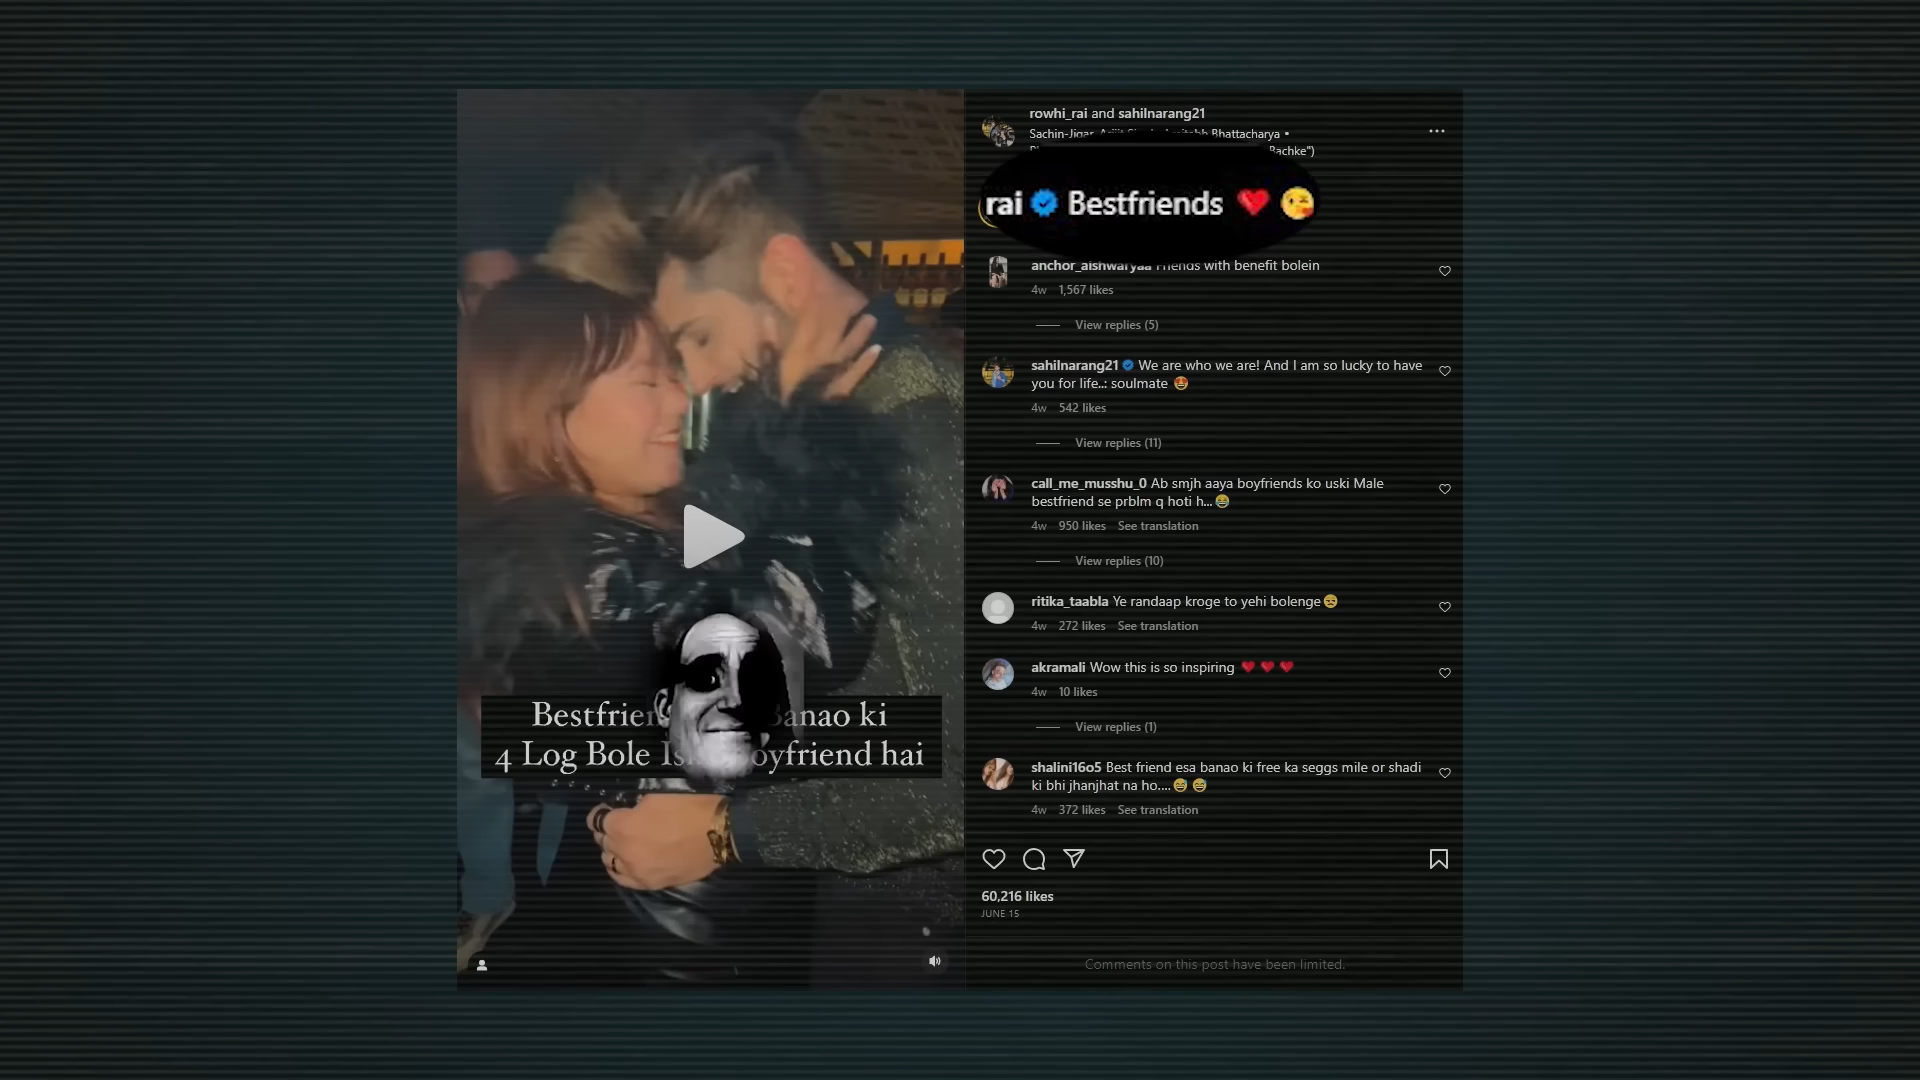 rowhi_rai and sahilnarang21
Sachin-Jigar, Bhattacharya •
Bachke")
rai Bestfriends ❤️ 😘
anchor_aishwaryaa Friends with benefit bolein
4w 1,567 likes
View replies (5)
sahilnarang21 We are who we are! And I am so lucky to have
you for life..: soulmate 😍
4w 542 likes
View replies (11)
call_me_musshu_0 Ab smjh aaya boyfriends ko uski Male
bestfriend se prblm q hoti h...😂
4w 950 likes See translation
View replies (10)
ritika_taabla Ye randaap kroge to yehi bolenge😒
4w 272 likes See translation
akramali Wow this is so inspiring ❤️ ❤️ ❤️
4w 10 likes
View replies (1)
shalini16o5 Best friend esa banao ki free ka seggs mile or shadi
ki bhi jhanjhat na ho....😅 😅
4w 372 likes See translation
60,216 likes
JUNE 15
Comments on this post have been limited.
Banao ki
4 Log Bole hai